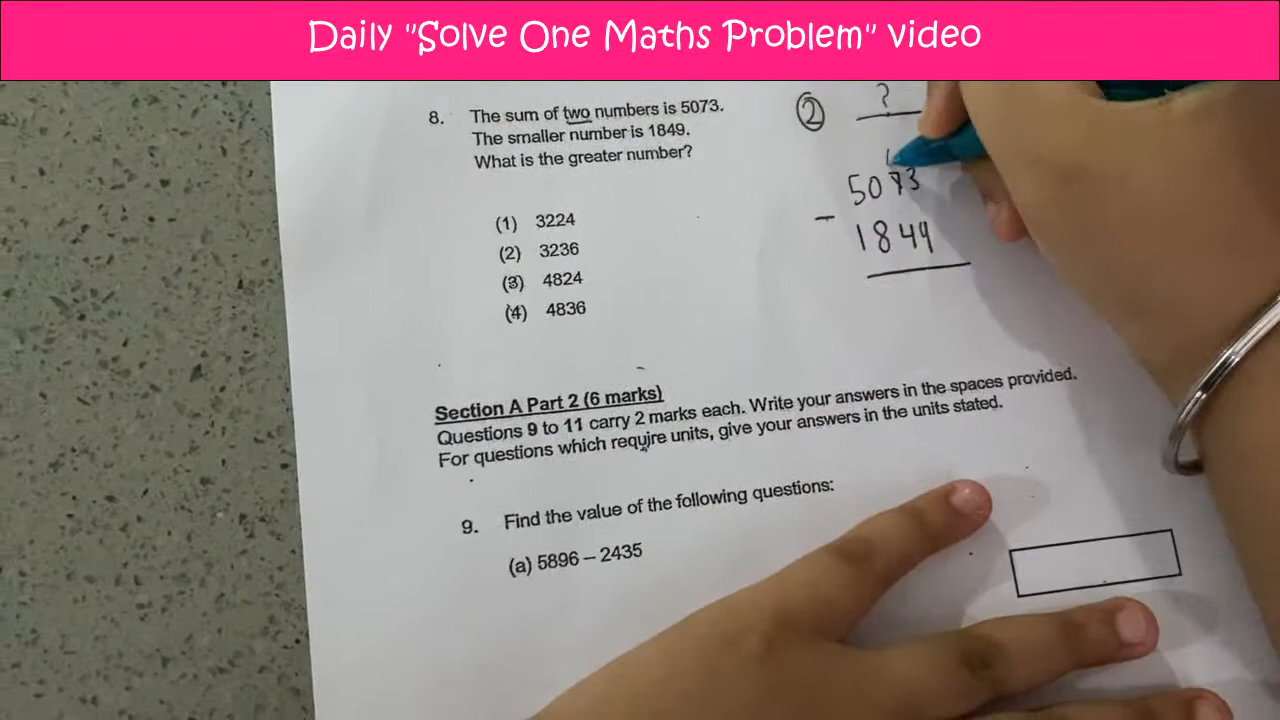 Daily "Solve One Maths Problem" video
8. The sum of two numbers is 5073.
The smaller number is 1849.
What is the greater number?
(1) 3224
(2) 3236
(3) 4824
(4) 4836
2 ?
5073
- 1849
Section A Part 2 (6 marks)
Questions 9 to 11 carry 2 marks each. Write your answers in the spaces provided.
For questions which require units, give your answers in the units stated.
9. Find the value of the following questions:
(a) 5896 – 2435